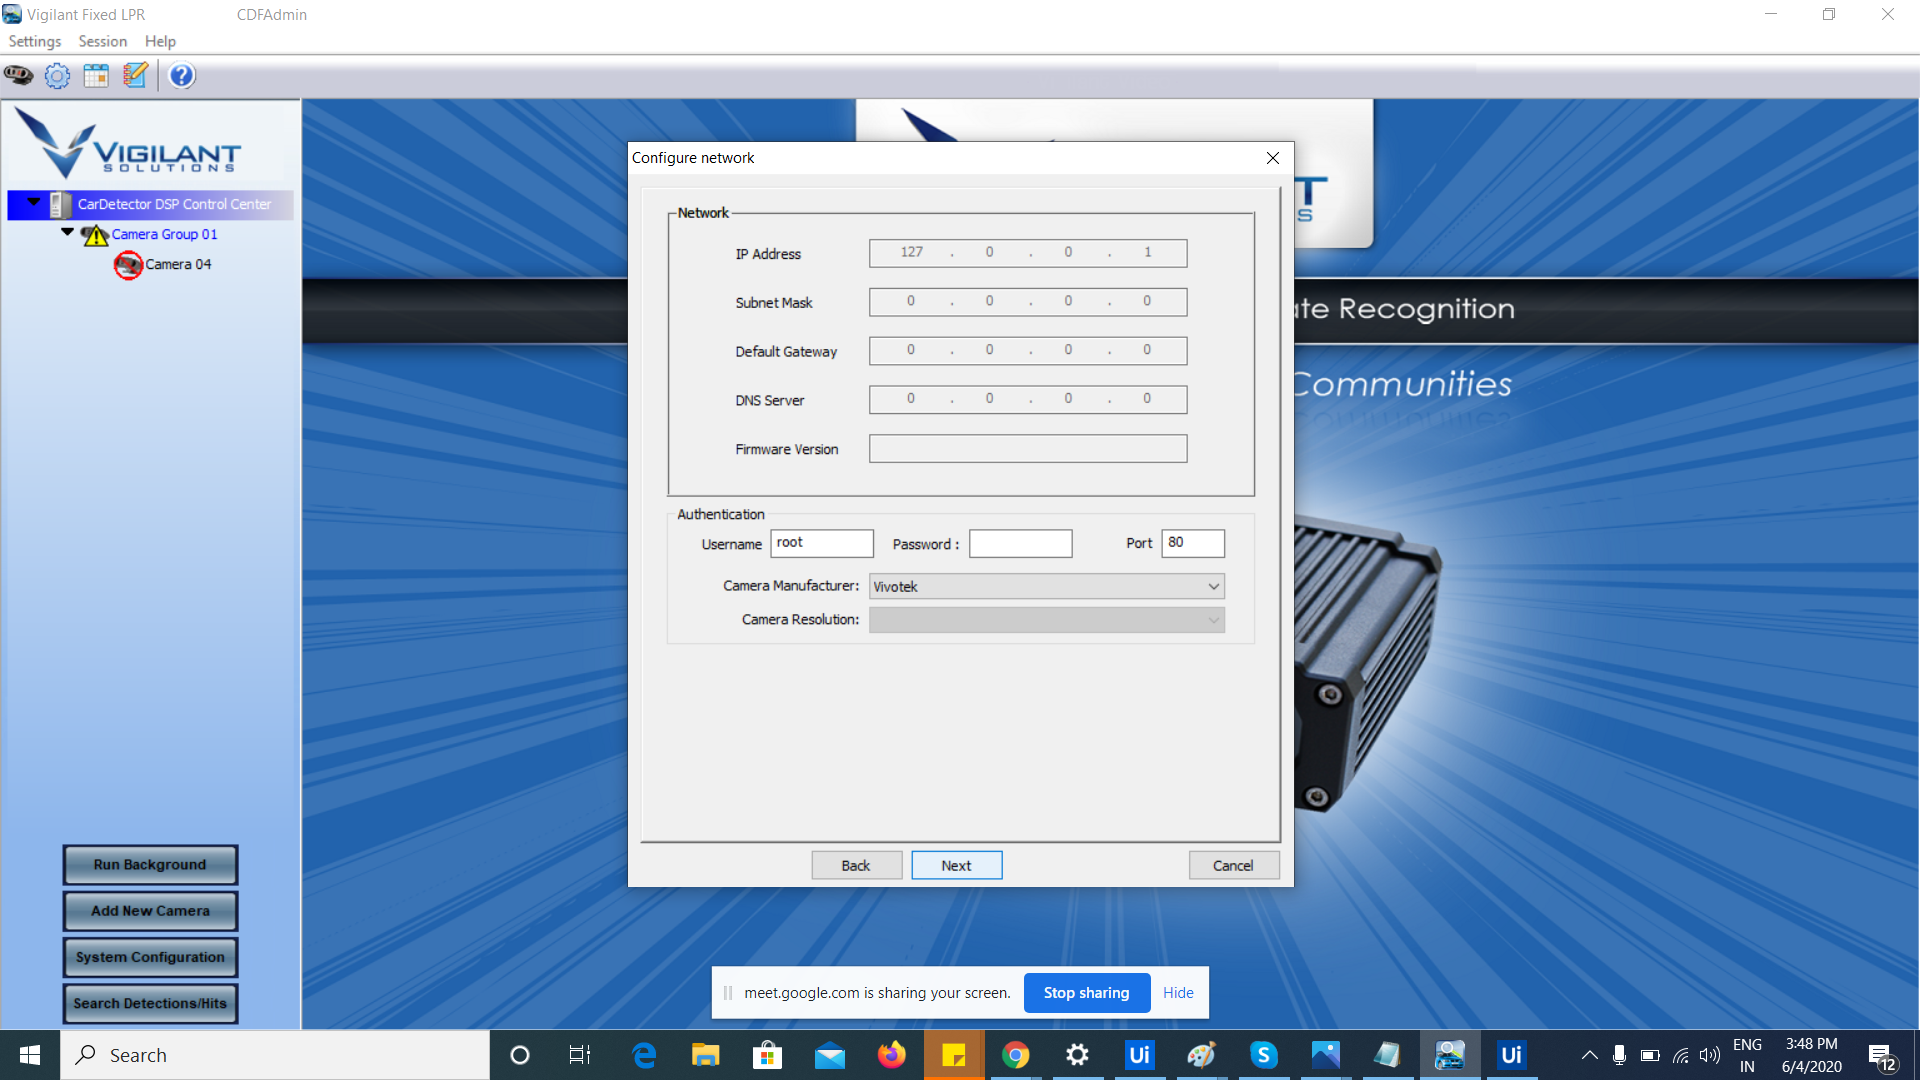 Vigilant Fixed LPR
CDFAdmin
Settings Session Help
VIGILANT
SOLUTIONS
CarDetector DSP Control Center
Camera Group 01
Camera 04
Configure network
Network
IP Address 127 . 0 . 0 . 1
Subnet Mask 0 . 0 . 0 . 0
Default Gateway 0 . 0 . 0 . 0
DNS Server 0 . 0 . 0 . 0
Firmware Version
Authentication
Username root Password : Port 80
Camera Manufacturer: Vivotek
Camera Resolution:
Back Next Cancel
T
S
ate Recognition
Communities
Run Background
Add New Camera
System Configuration
Search Detections/Hits
meet.google.com is sharing your screen. Stop sharing Hide
Search
Ui
Ui
ENG
IN
3:48 PM
6/4/2020
12